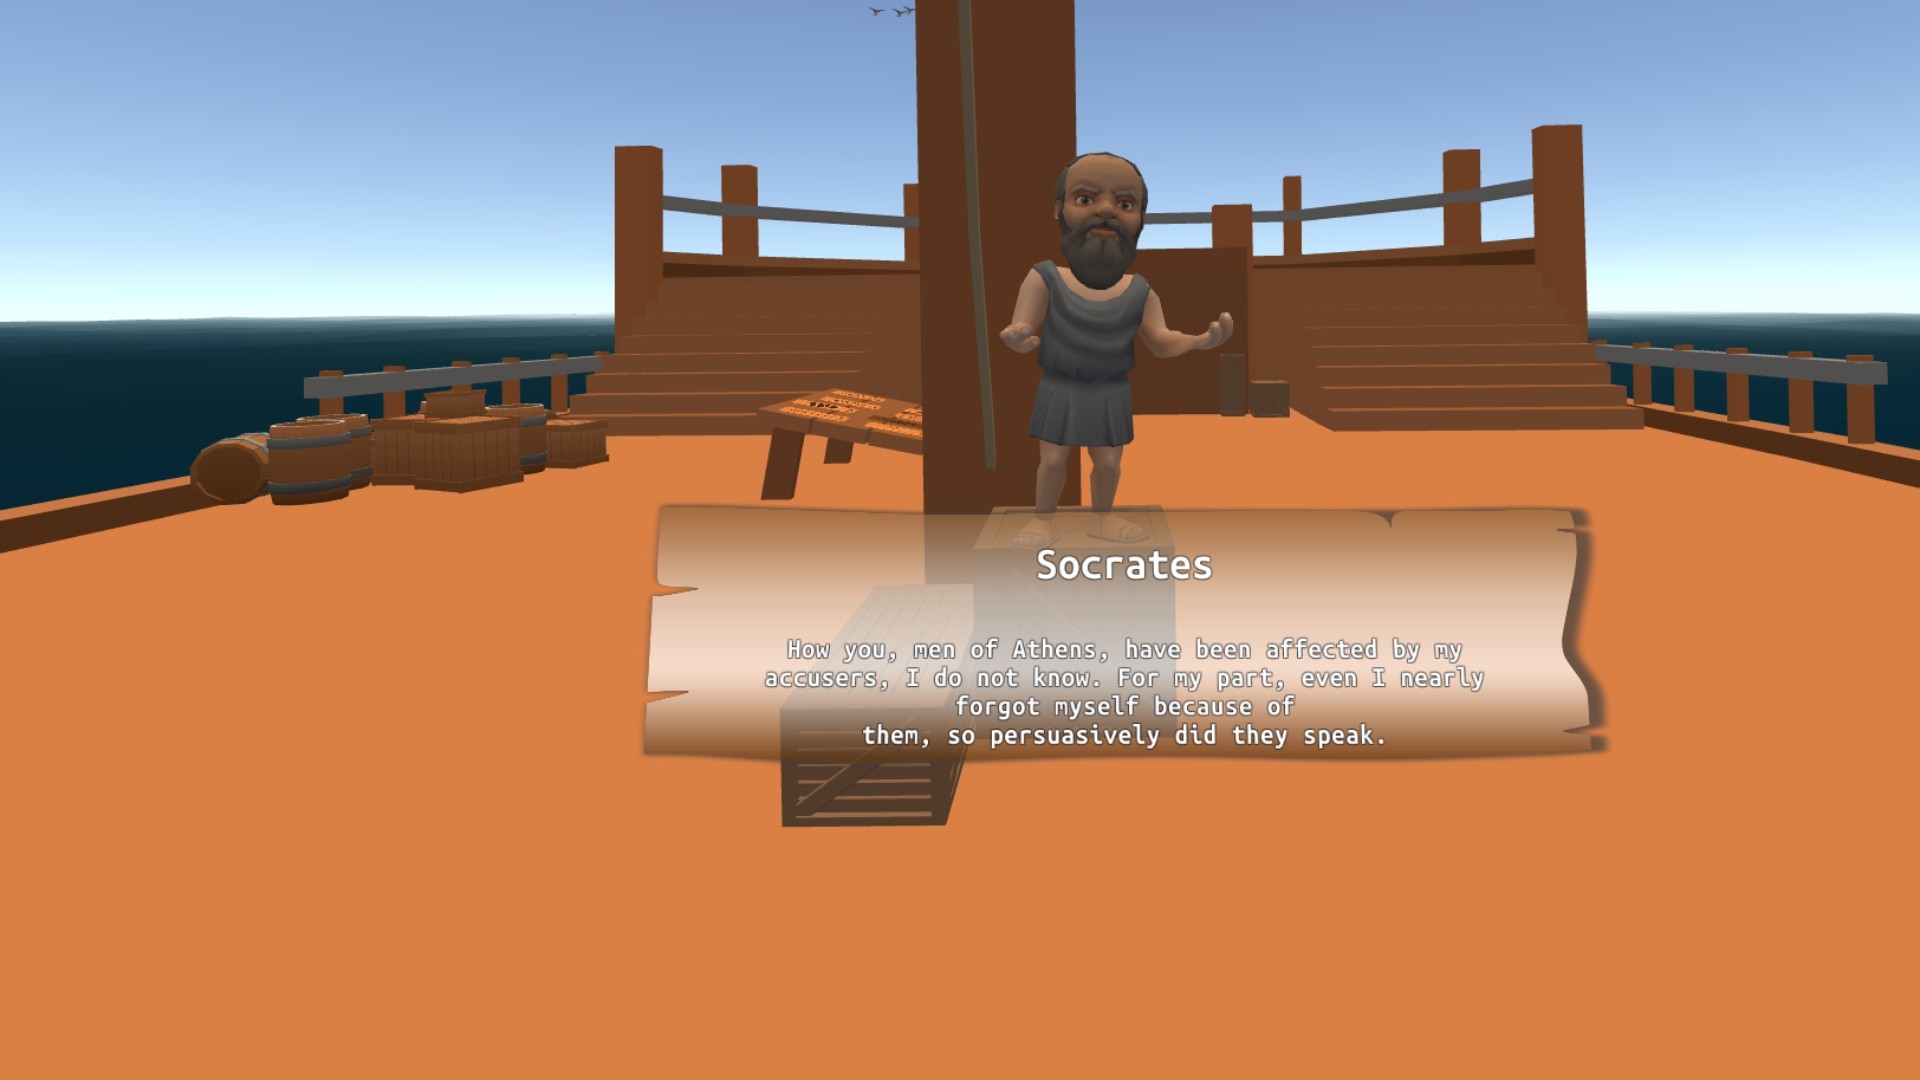 Socrates
How you, men of Athens, have been affected by my
accusers, I do not know. For my part, even I nearly
forgot myself because of
them, so persuasively did they speak.